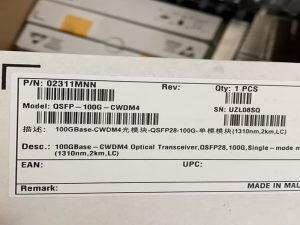 P/N: 02311MNN Rev: Qty: 1 PCS
Model: QSFP-100G-CWDM4 SN: UZL08SQ
描述: 100GBase-CWDM4光模块-QSFP28-100G-单模模块(1310nm,2km,LC)
Desc.: 100GBase-CWDM4 Optical Transceiver,QSFP28,100G,Single-mode m
(1310nm,2km,LC)
EAN: UPC:
Remark: MADE IN MAL